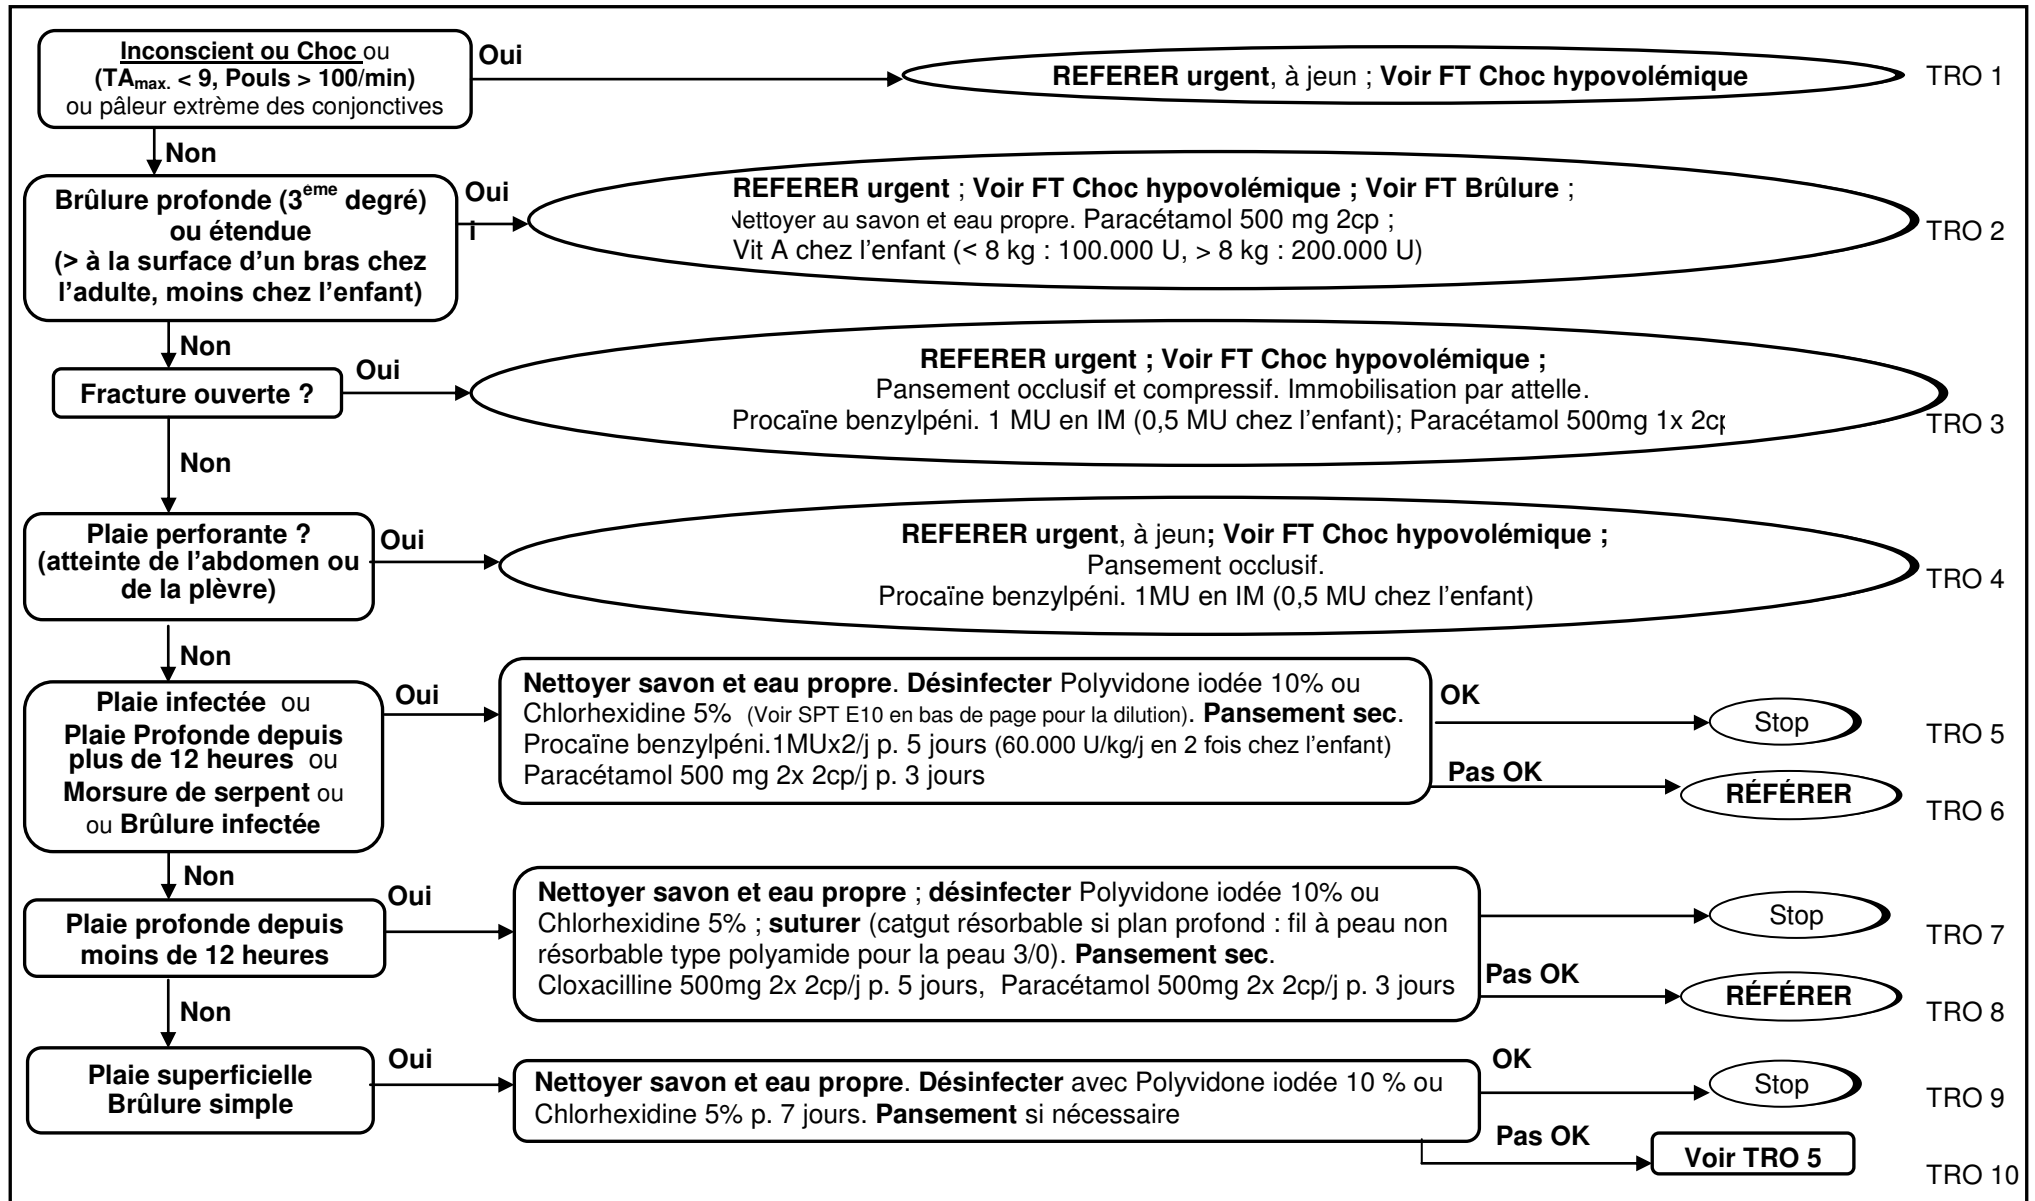 Inconscient ou Choc ou
(TAmax. < 9, Pouls > 100/min)
ou pâleur extrême des conjonctives
Oui
REFERER urgent, à jeun ; Voir FT Choc hypovolémique
TRO 1
Non
Brûlure profonde (3eme degré)
ou étendue
(> à la surface d'un bras chez
l'adulte, moins chez l'enfant)
Oui
i
REFERER urgent ; Voir FT Choc hypovolémique ; Voir FT Brûlure ;
Nettoyer au savon et eau propre. Paracétamol 500 mg 2cp ;
Vit A chez l'enfant (< 8 kg : 100.000 U, > 8 kg : 200.000 U)
TRO 2
Non
Fracture ouverte ?
Oui
REFERER urgent ; Voir FT Choc hypovolémique ;
Pansement occlusif et compressif. Immobilisation par attelle.
Procaïne benzylpéni. 1 MU en IM (0,5 MU chez l'enfant); Paracétamol 500mg 1x 2cp
TRO 3
Non
Plaie perforante ?
(atteinte de l'abdomen ou
de la plèvre)
Oui
REFERER urgent, à jeun; Voir FT Choc hypovolémique ;
Pansement occlusif.
Procaïne benzylpéni. 1MU en IM (0,5 MU chez l'enfant)
TRO 4
Non
Plaie infectée ou
Plaie Profonde depuis
plus de 12 heures ou
Morsure de serpent ou
ou Brûlure infectée
Oui
Nettoyer savon et eau propre. Désinfecter Polyvidone iodée 10% ou
Chlorhexidine 5% (Voir SPT E10 en bas de page pour la dilution). Pansement sec.
Procaïne benzylpéni.1MUx2/j p. 5 jours (60.000 U/kg/j en 2 fois chez l'enfant)
Paracétamol 500 mg 2x 2cp/j p. 3 jours
OK
Stop
TRO 5
Pas OK
RÉFÉRER
TRO 6
Non
Plaie profonde depuis
moins de 12 heures
Oui
Nettoyer savon et eau propre ; désinfecter Polyvidone iodée 10% ou
Chlorhexidine 5% ; suturer (catgut résorbable si plan profond : fil à peau non
résorbable type polyamide pour la peau 3/0). Pansement sec.
Cloxacilline 500mg 2x 2cp/j p. 5 jours, Paracétamol 500mg 2x 2cp/j p. 3 jours
Stop
TRO 7
Pas OK
RÉFÉRER
TRO 8
Non
Plaie superficielle
Brûlure simple
Oui
Nettoyer savon et eau propre. Désinfecter avec Polyvidone iodée 10 % ou
Chlorhexidine 5% p. 7 jours. Pansement si nécessaire
OK
Stop
TRO 9
Pas OK
Voir TRO 5
TRO 10